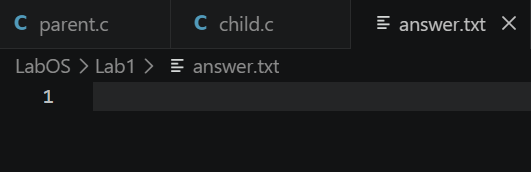 C parent.c C child.c answer.txt
LabOS > Lab1 > answer.txt
1